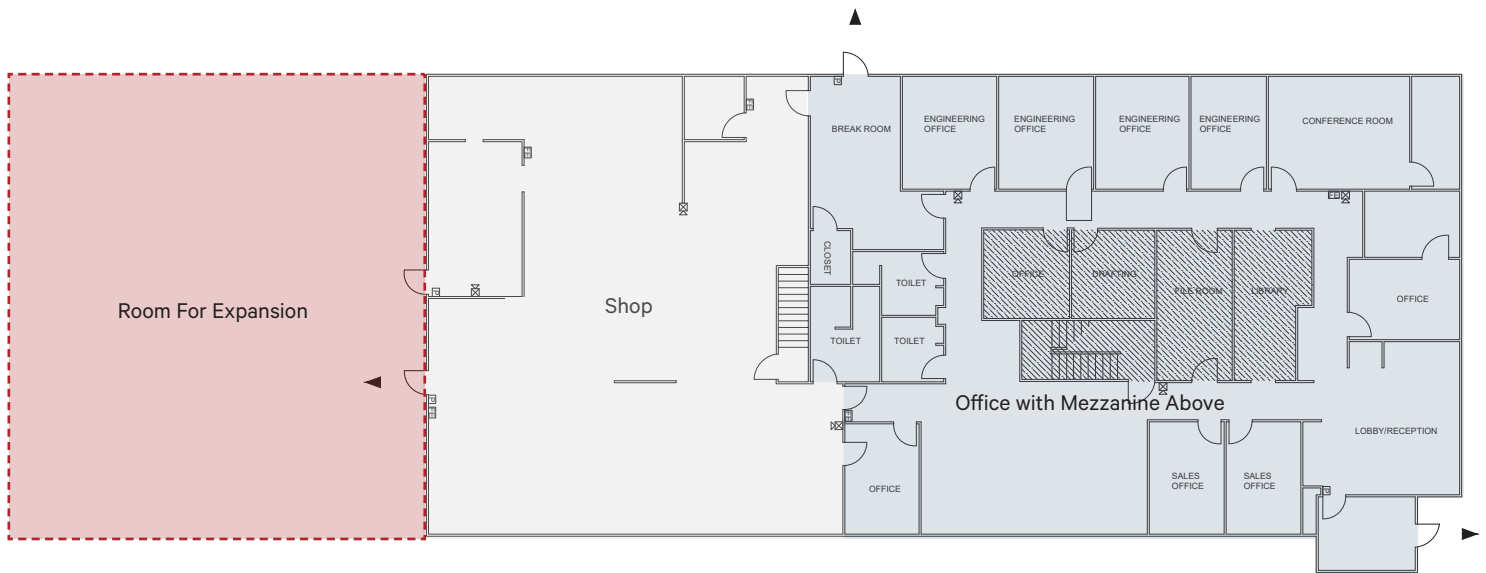 BREAK ROOM
ENGINEERING
OFFICE
ENGINEERING
OFFICE
ENGINEERING
OFFICE
ENGINEERING
OFFICE
CONFERENCE ROOM
CLOSET
TOILET
OFFICE
DRAFTING
FILE ROOM
LIBRARY
OFFICE
Room For Expansion
Shop
TOILET
TOILET
Office with Mezzanine Above
LOBBY/RECEPTION
OFFICE
SALES
OFFICE
SALES
OFFICE